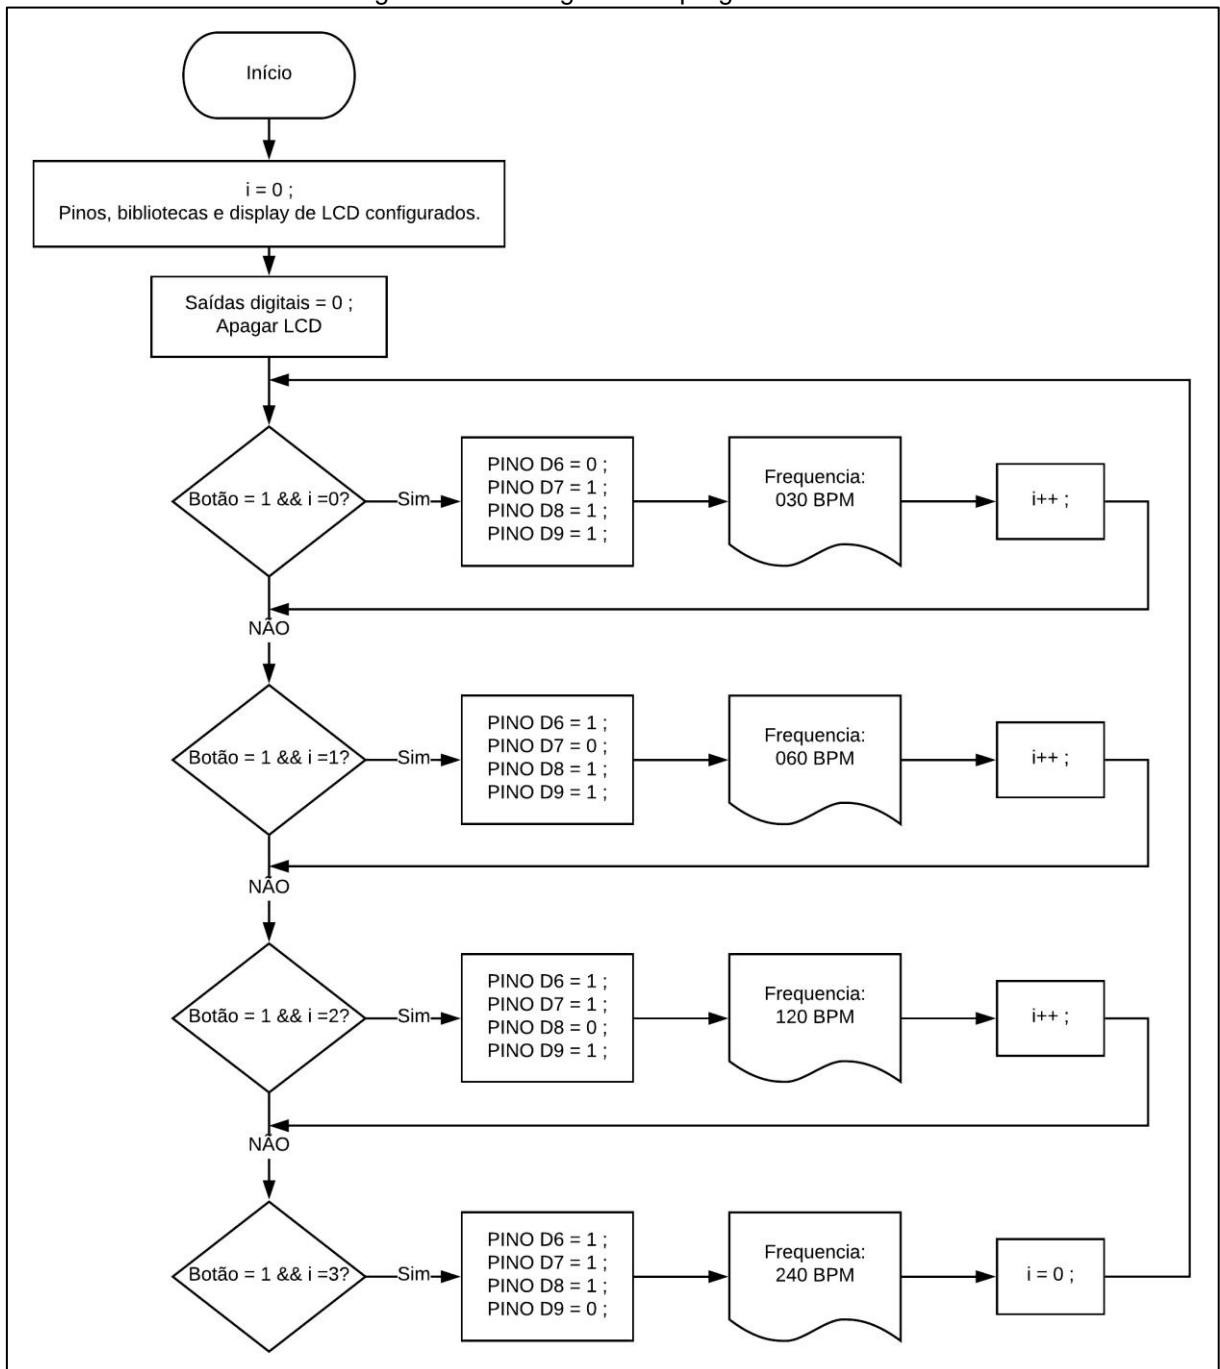 Início
i = 0 ;
Pinos, bibliotecas e display de LCD configurados.
Saídas digitais = 0 ;
Apagar LCD
Botão = 1 && i =0?
Sim
PINO D6 = 0 ;
PINO D7 = 1 ;
PINO D8 = 1 ;
PINO D9 = 1 ;
Frequencia:
030 BPM
i++ ;
NÃO
Botão = 1 && i =1?
Sim
PINO D6 = 1 ;
PINO D7 = 0 ;
PINO D8 = 1 ;
PINO D9 = 1 ;
Frequencia:
060 BPM
i++ ;
NÃO
Botão = 1 && i =2?
Sim
PINO D6 = 1 ;
PINO D7 = 1 ;
PINO D8 = 0 ;
PINO D9 = 1 ;
Frequencia:
120 BPM
i++ ;
NÃO
Botão = 1 && i =3?
Sim
PINO D6 = 1 ;
PINO D7 = 1 ;
PINO D8 = 1 ;
PINO D9 = 0 ;
Frequencia:
240 BPM
i = 0 ;